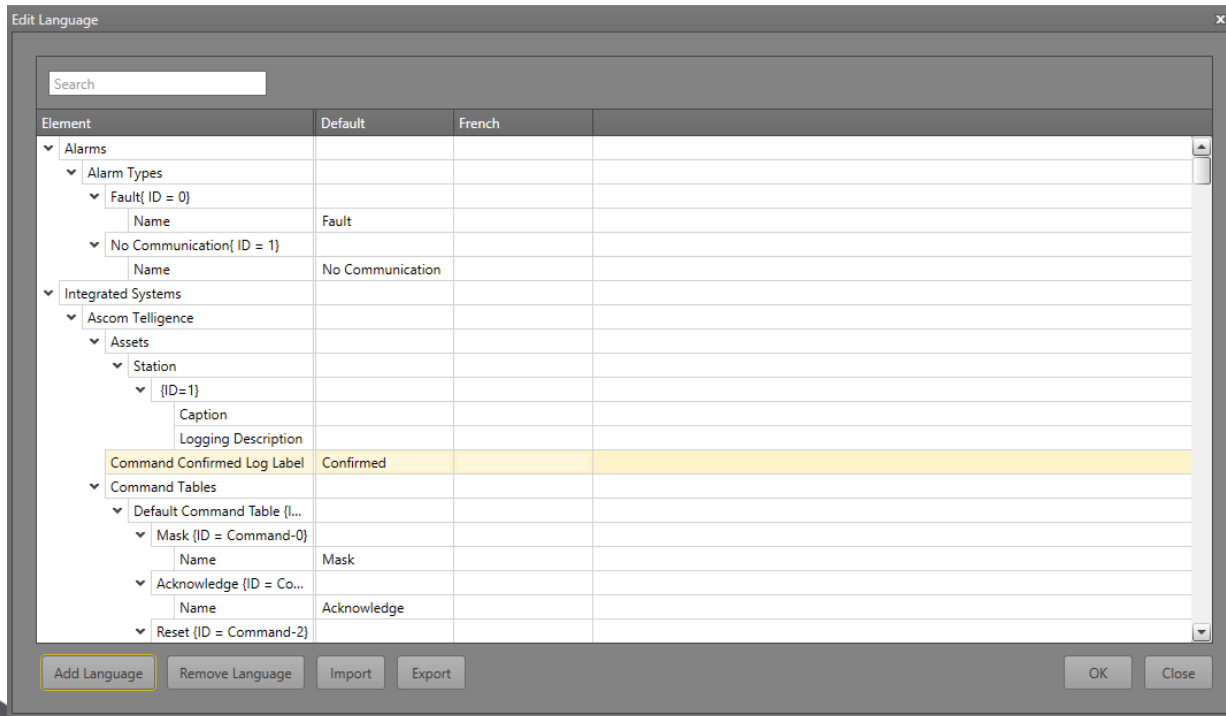 Edit Language x
Search
Element Default French
Alarms
Alarm Types
Fault{ ID = 0}
Name Fault
No Communication{ ID = 1}
Name No Communication
Integrated Systems
Ascom Telligence
Assets
Station
{ID=1}
Caption
Logging Description
Command Confirmed Log Label Confirmed
Command Tables
Default Command Table {I...
Mask {ID = Command-0}
Name Mask
Acknowledge {ID = Co...
Name Acknowledge
Reset {ID = Command-2}
Add Language Remove Language Import Export OK Close